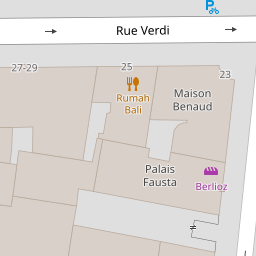 P
Rue Verdi
27-29
25
23
Rumah
Bali
Maison
Benaud
Palais
Fausta
Berlioz